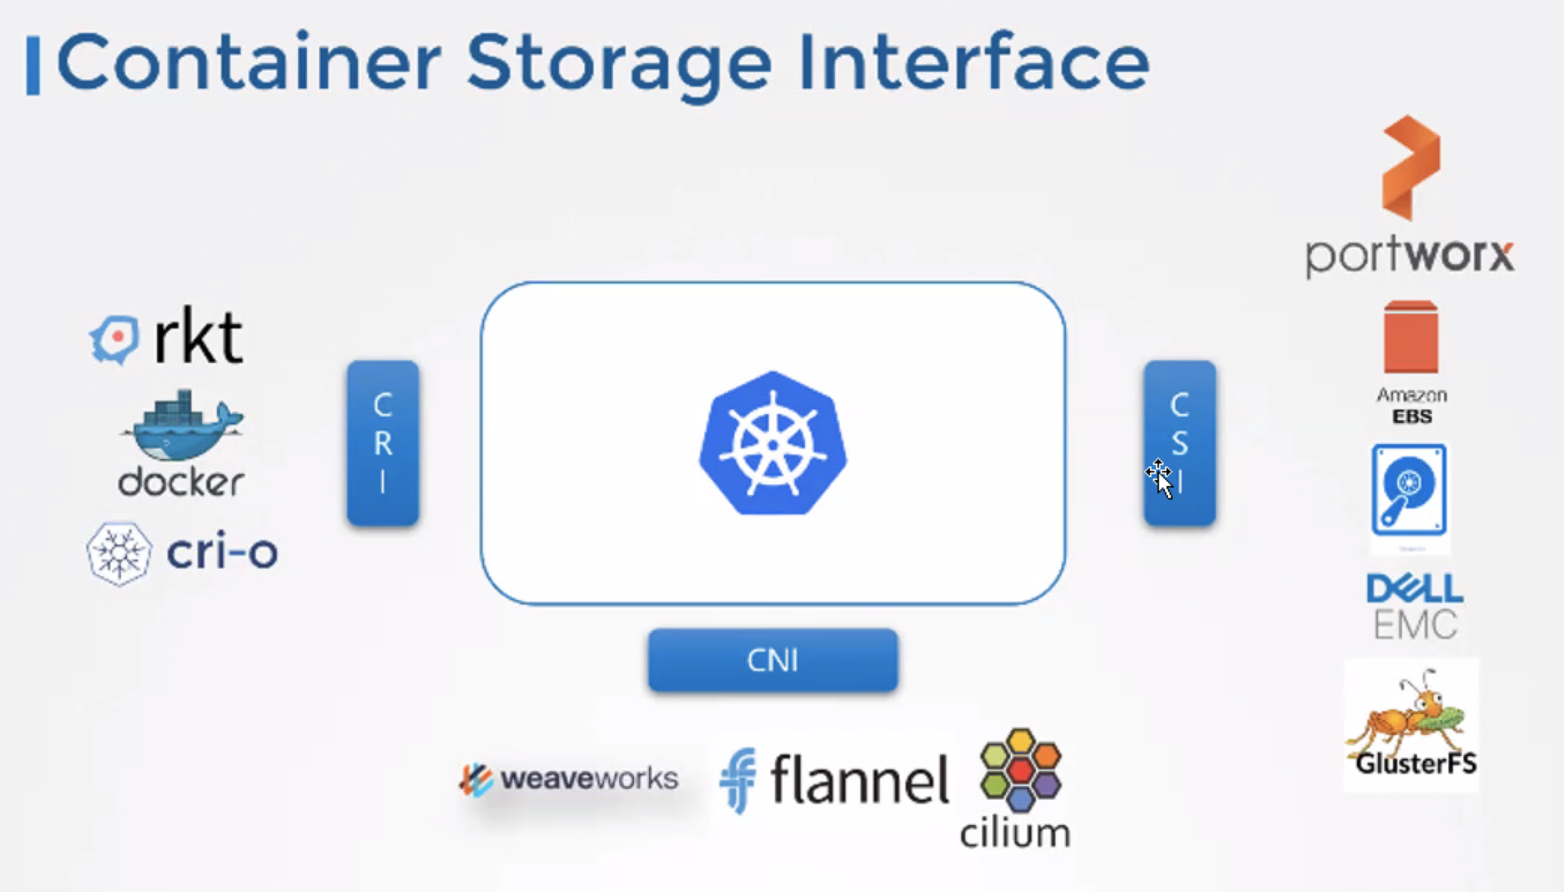 Container Storage Interface
rkt
docker
cri-o
C
R
I
C
S
I
CNI
weaveworks
flannel
cilium
portworx
Amazon
EBS
DELL
EMC
GlusterFS